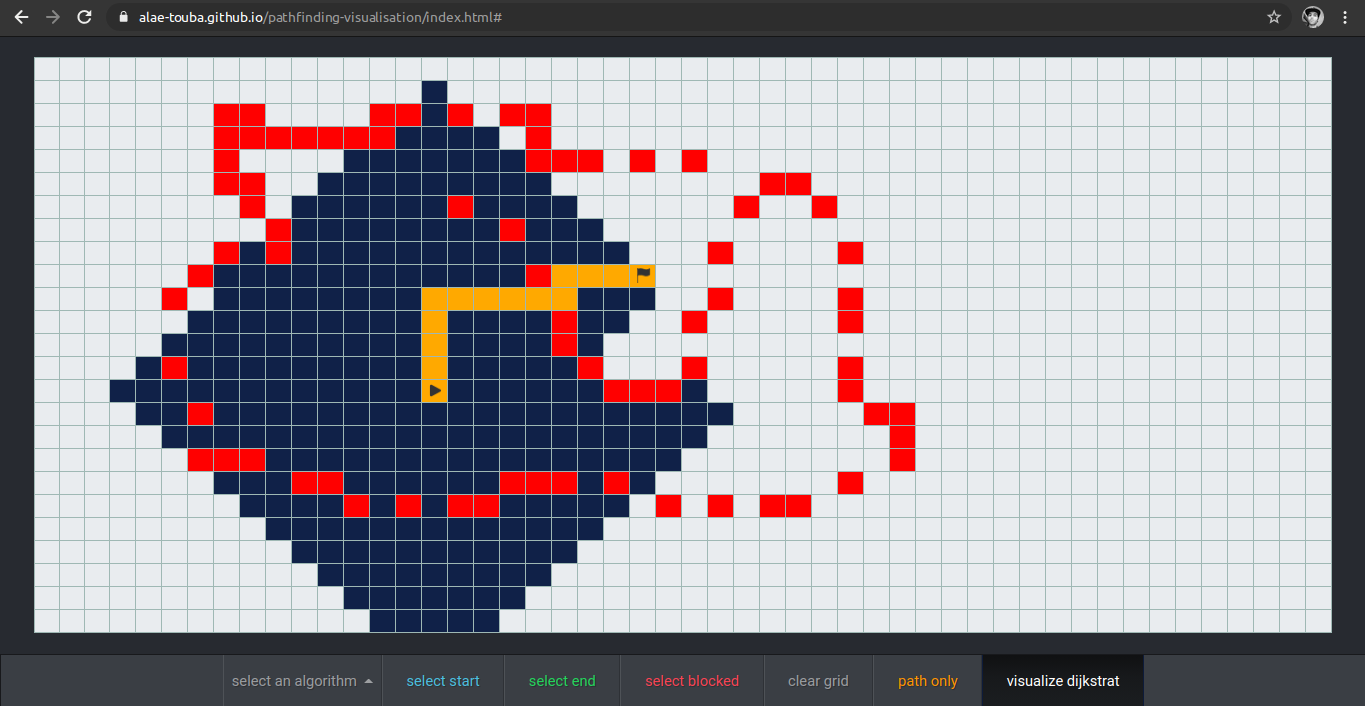 alae-touba.github.io/pathfinding-visualisation/index.html#
select an algorithm
select start
select end
select blocked
clear grid
path only
visualize dijkstrat